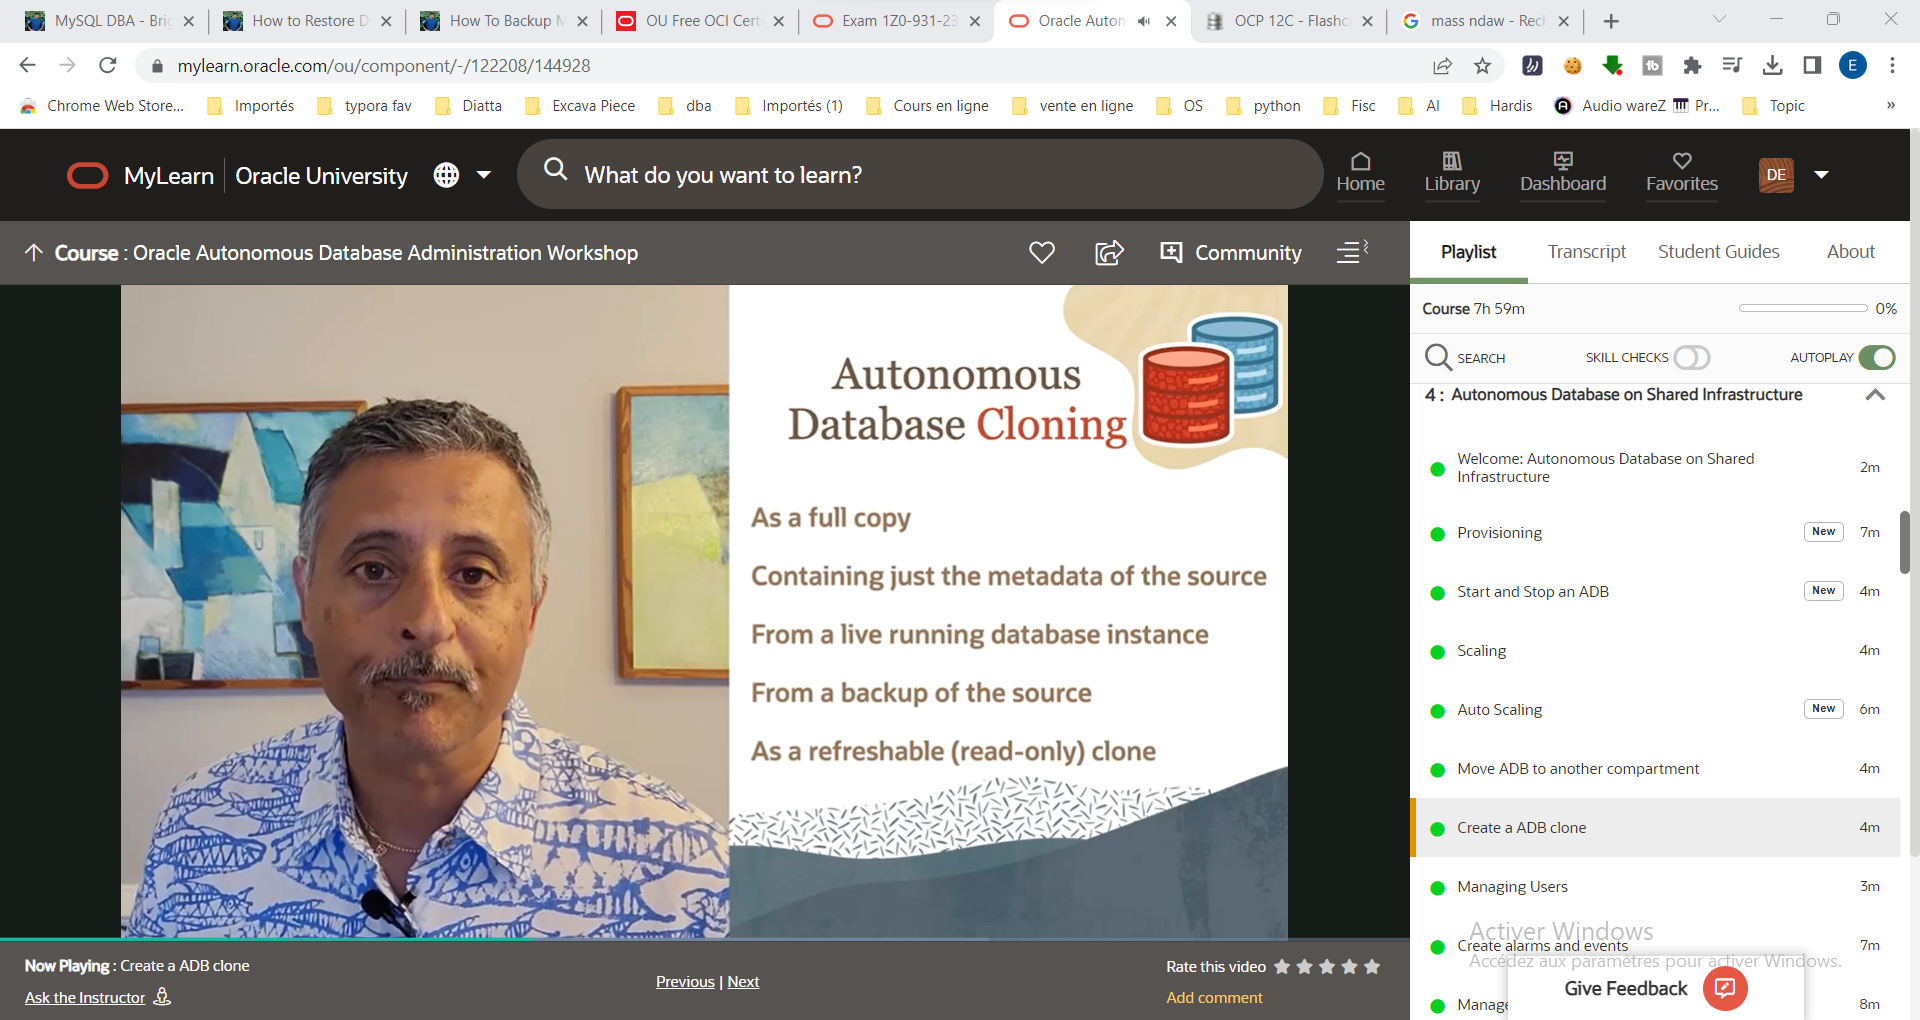 MySQL DBA - Brig
How to Restore D
How To Backup M
OU Free OCI Cert
Exam 1Z0-931-23
Oracle Auton
OCP 12C - Flashc
mass ndaw - Rech
mylearn.oracle.com/ou/component/-/122208/144928
E
Chrome Web Store...
Importés
typora fav
Diatta
Excava Piece
dba
Importés (1)
Cours en ligne
vente en ligne
OS
python
Fisc
AI
Hardis
Audio wareZ
Pr...
Topic
»
MyLearn
Oracle University
What do you want to learn?
Home
Library
Dashboard
Favorites
DE
Course : Oracle Autonomous Database Administration Workshop
Community
Autonomous
Database Cloning
As a full copy
Containing just the metadata of the source
From a live running database instance
From a backup of the source
As a refreshable (read-only) clone
Now Playing : Create a ADB clone
Ask the Instructor
Previous | Next
Rate this video
Add comment
Playlist
Transcript
Student Guides
About
Course 7h 59m
0%
SEARCH
SKILL CHECKS
AUTOPLAY
4 : Autonomous Database on Shared Infrastructure
Welcome: Autonomous Database on Shared
Infrastructure
2m
Provisioning
New
7m
Start and Stop an ADB
New
4m
Scaling
4m
Auto Scaling
New
6m
Move ADB to another compartment
4m
Create a ADB clone
4m
Managing Users
3m
Activer Windows
Create alarms and events
7m
Accédez aux paramètres pour activer Windows.
Give Feedback
Manage
8m